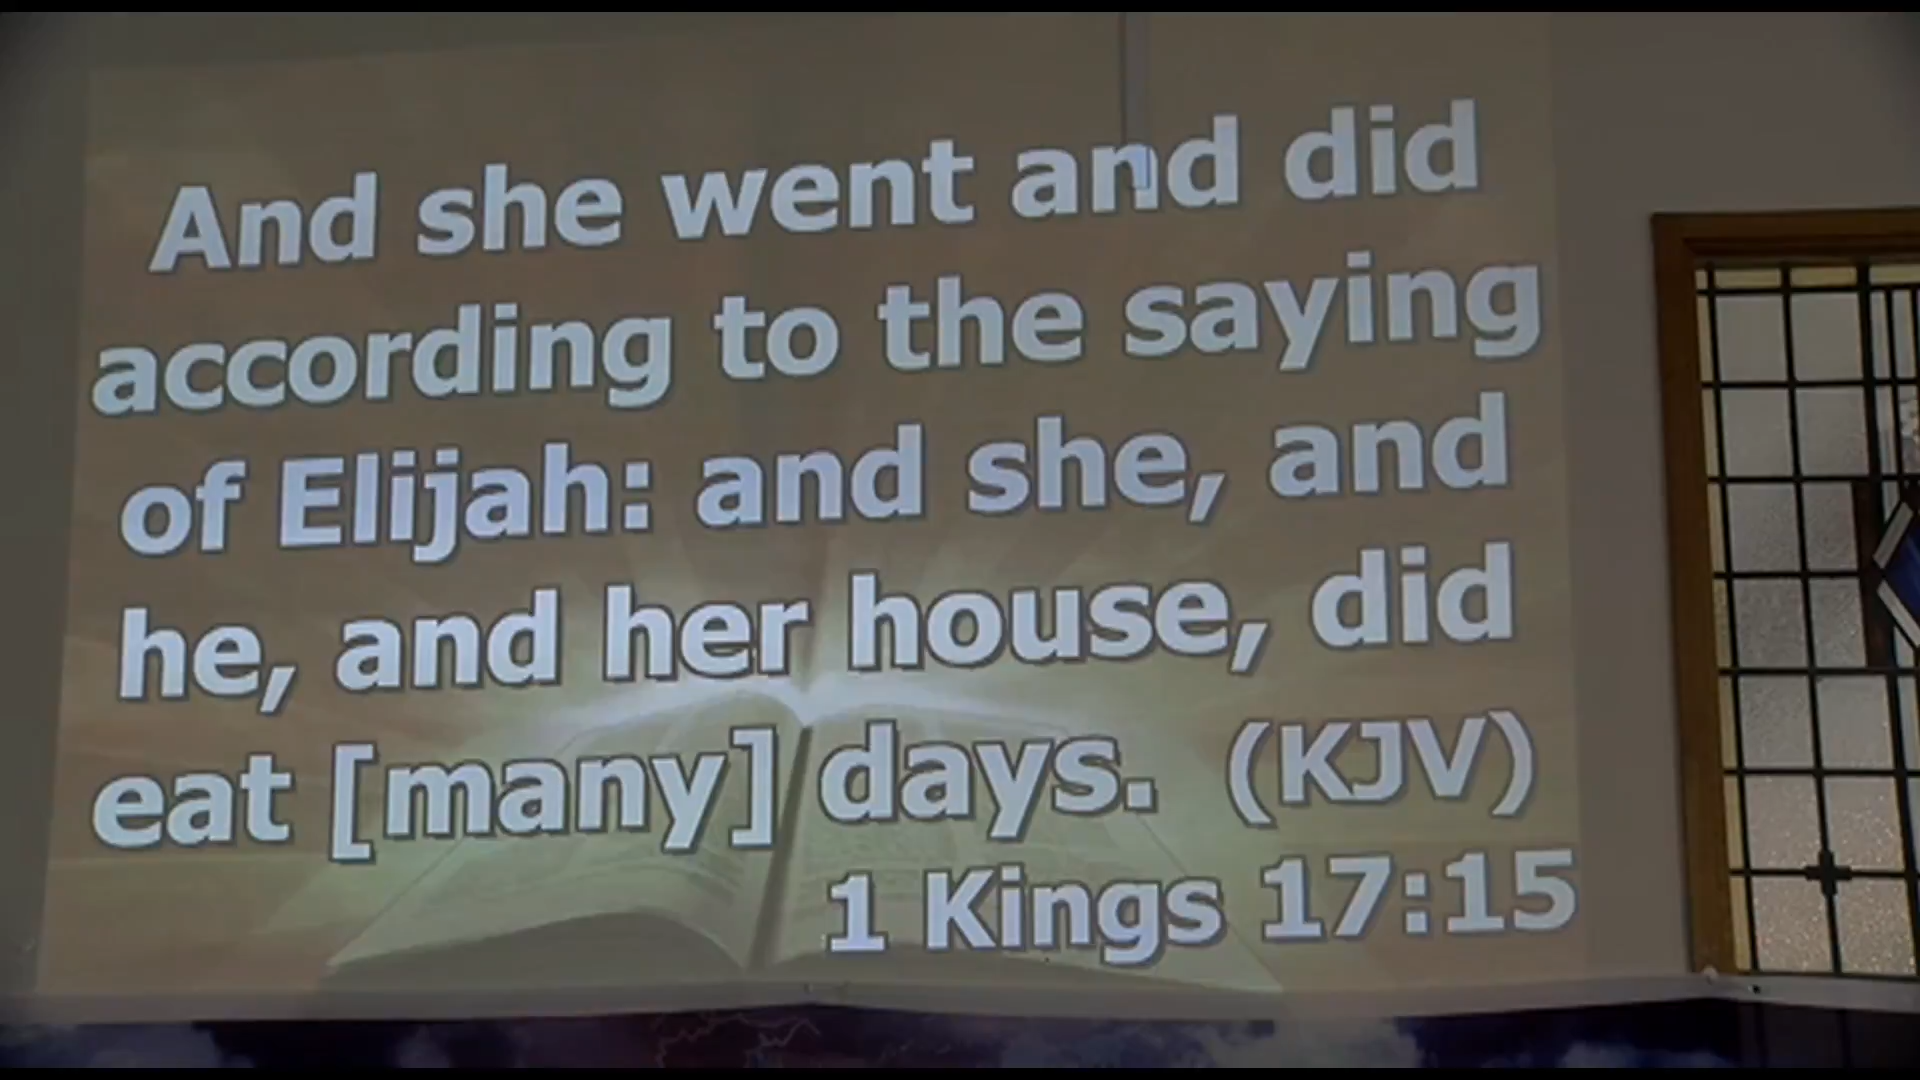 And she went and did
according to the saying
of Elijah: and she, and
he, and her house, did
eat [many] days. (KJV)
1 Kings 17:15